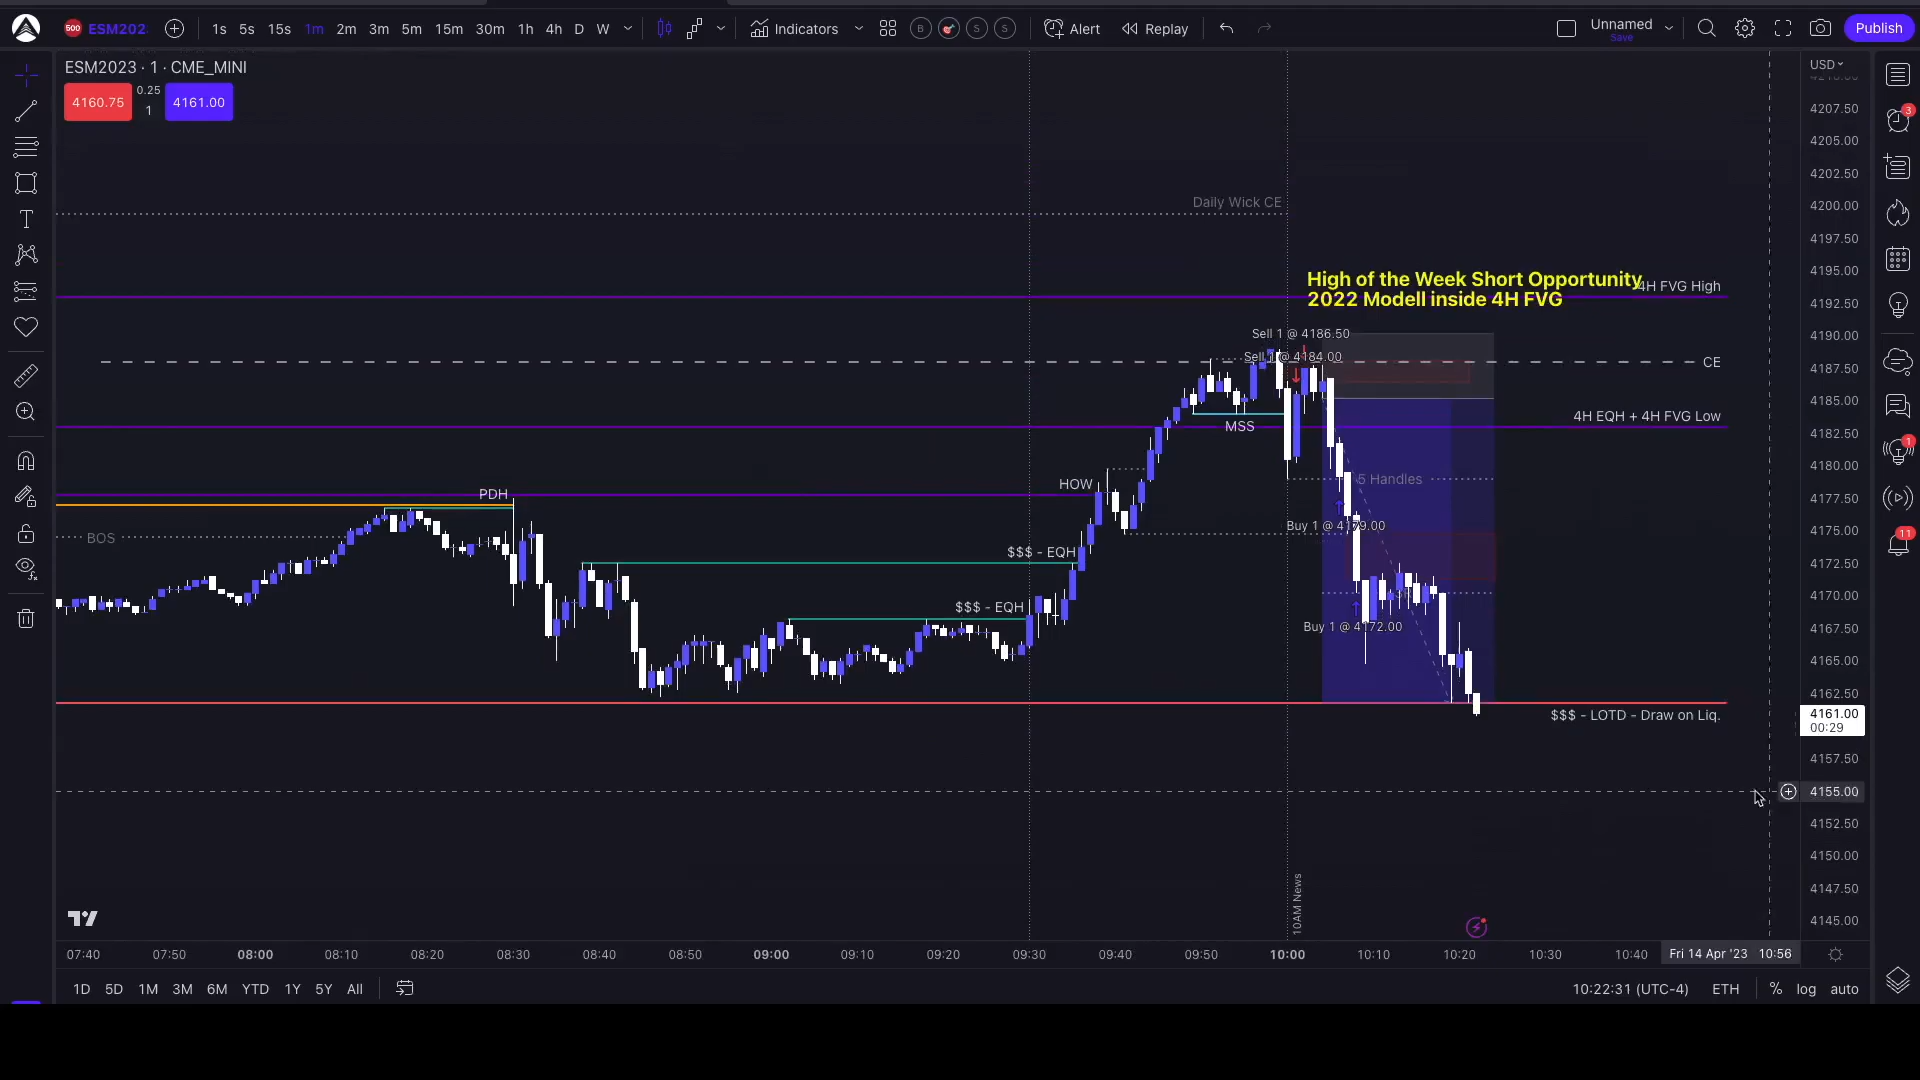 500 ESM202
1s 5s 15s 1m 2m 3m 5m 15m 30m 1h 4h D W
Indicators
B S S
Alert
Replay
Unnamed
Save
Publish
ESM2023 · 1 · CME_MINI
4160.75
0.25
1
4161.00
USD
4207.50
4205.00
4202.50
4200.00
4197.50
4195.00
4192.50
4190.00
4187.50
4185.00
4182.50
4180.00
4177.50
4175.00
4172.50
4170.00
4167.50
4165.00
4162.50
4161.00
00:29
4157.50
4155.00
4152.50
4150.00
4147.50
4145.00
3
1
11
Daily Wick CE
High of the Week Short Opportunity
2022 Modell inside 4H FVG
4H FVG High
Sell 1 @ 4186.50
Sell 1 @ 4184.00
CE
4H EQH + 4H FVG Low
MSS
5 Handles
HOW
PDH
Buy 1 @ 4179.00
BOS
$$$ - EQH
$$$ - EQH
Buy 1 @ 4172.00
$$$ - LOTD - Draw on Liq.
10AM News
07:40 07:50 08:00 08:10 08:20 08:30 08:40 08:50 09:00 09:10 09:20 09:30 09:40 09:50 10:00 10:10 10:20 10:30 10:40 Fri 14 Apr '23 10:56
1D 5D 1M 3M 6M YTD 1Y 5Y All
10:22:31 (UTC-4) ETH % log auto